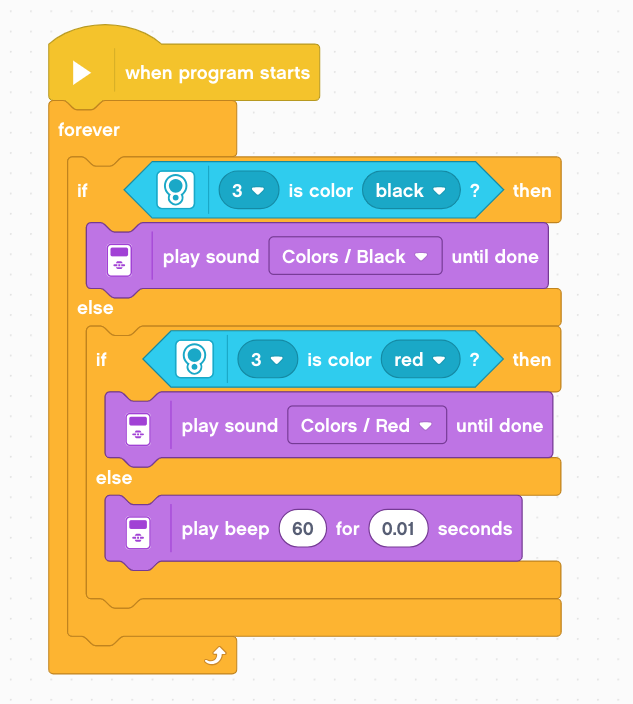 when program starts
forever
if 3 is color black ? then
play sound Colors / Black until done
else
if 3 is color red ? then
play sound Colors / Red until done
else
play beep 60 for 0.01 seconds